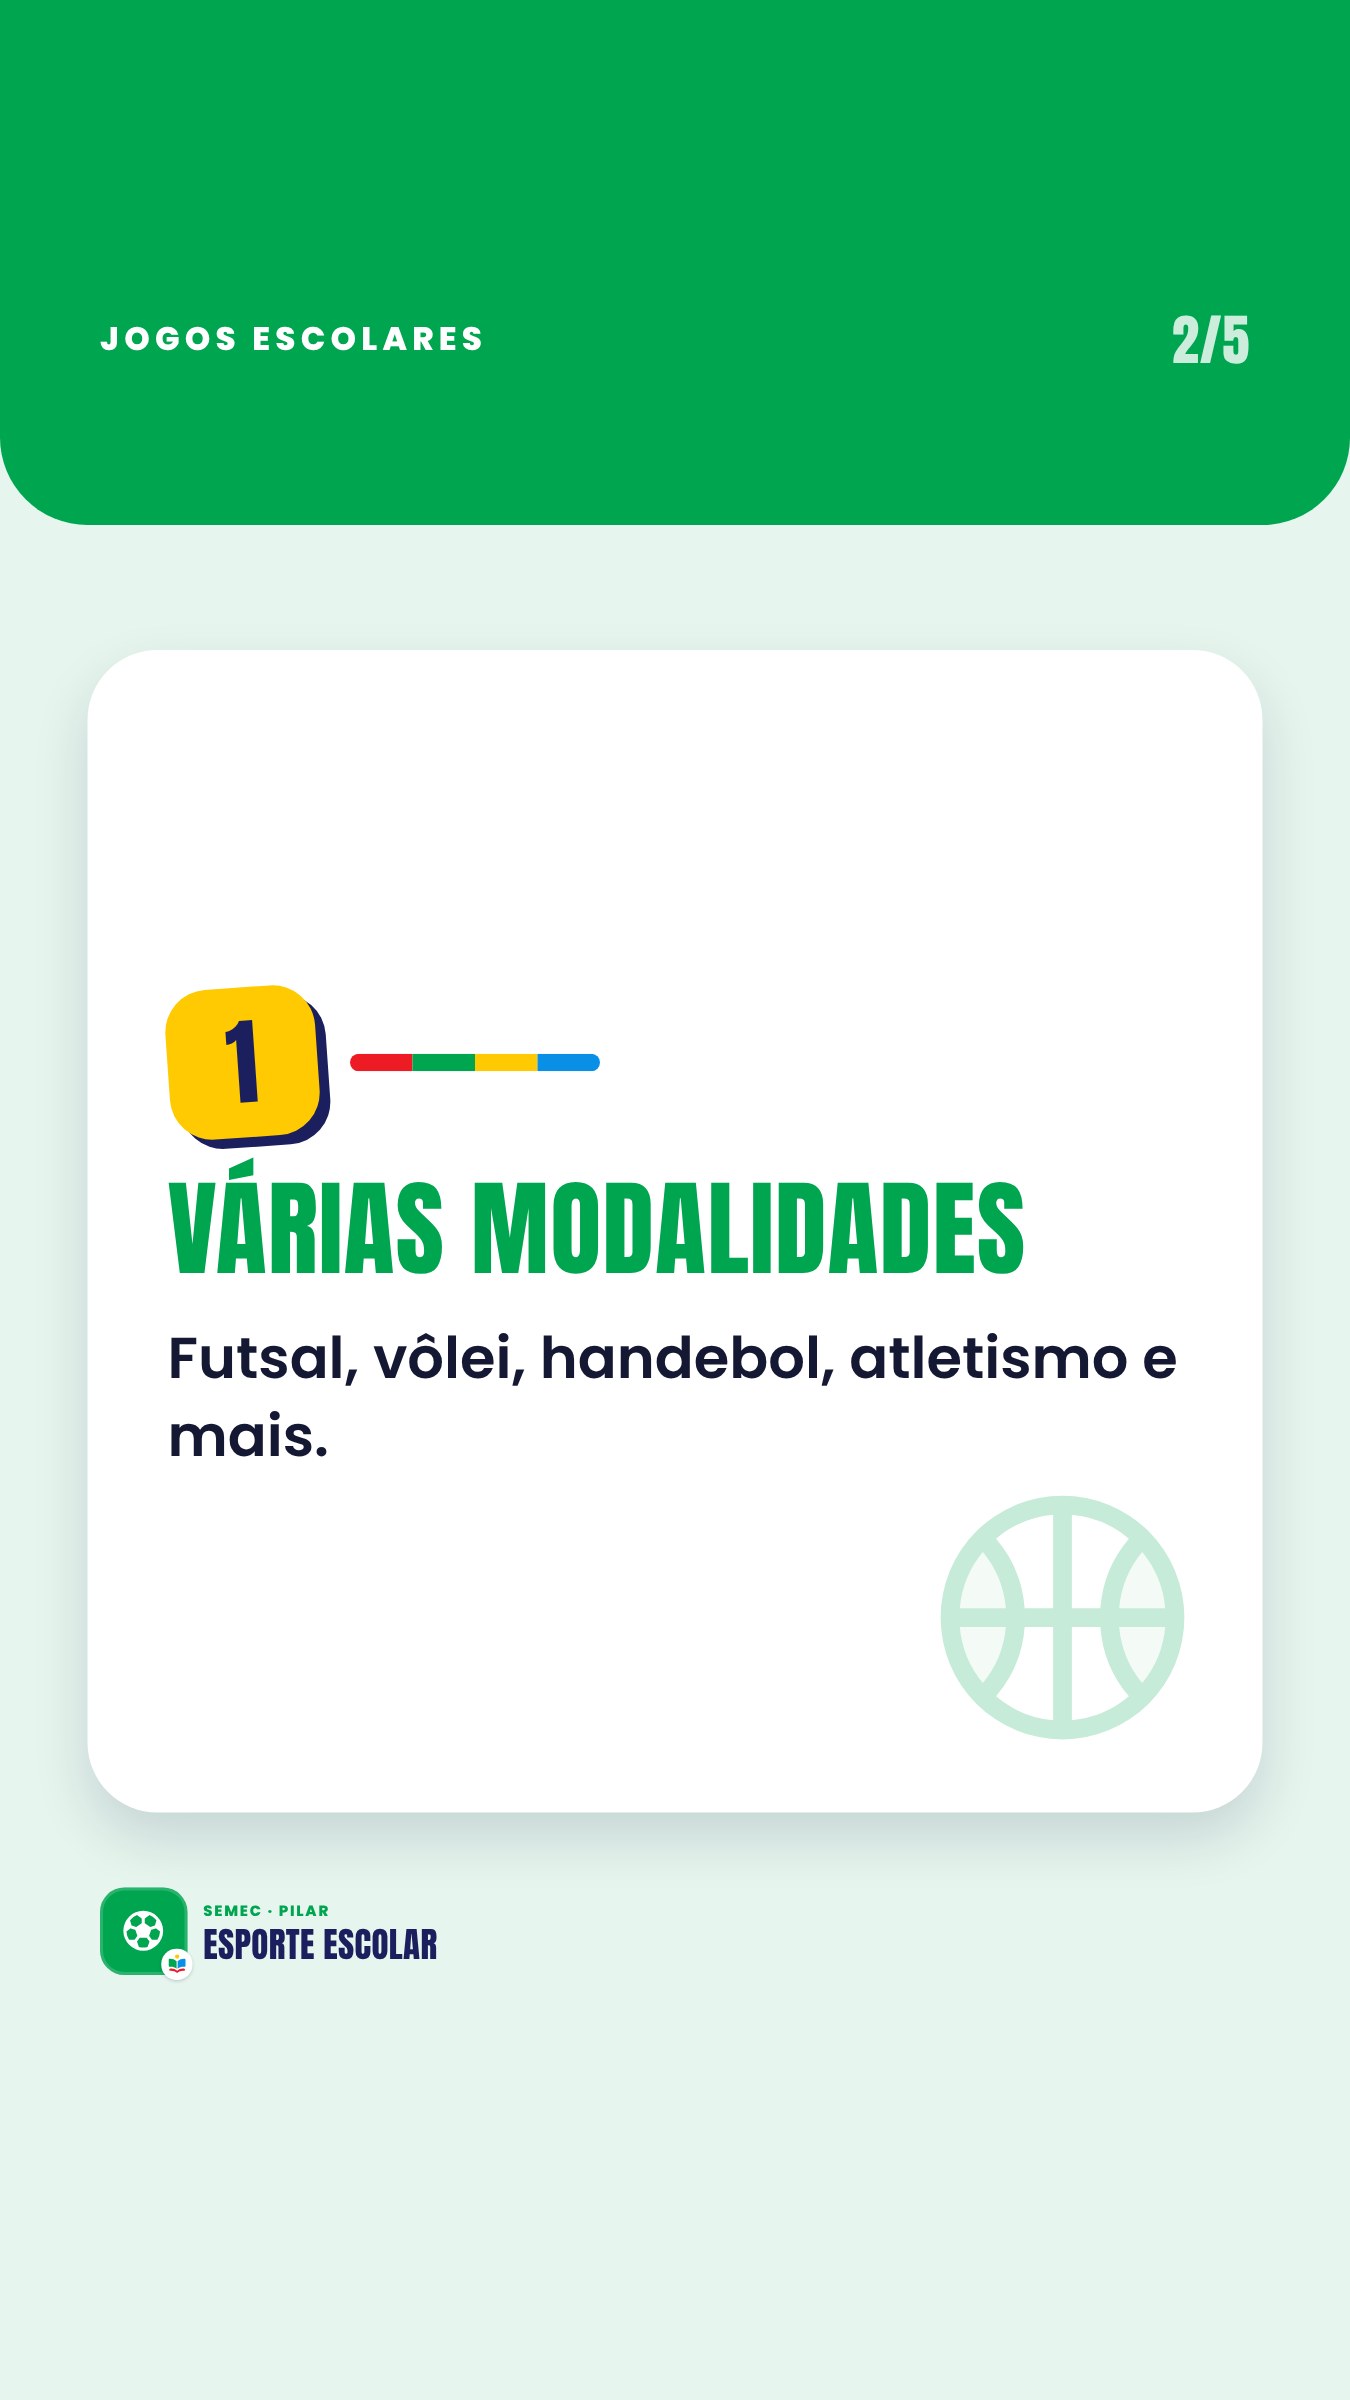 JOGOS ESCOLARES
2/5
1
VÁRIAS MODALIDADES
Futsal, vôlei, handebol, atletismo e
mais.
SEMEC · PILAR
ESPORTE ESCOLAR